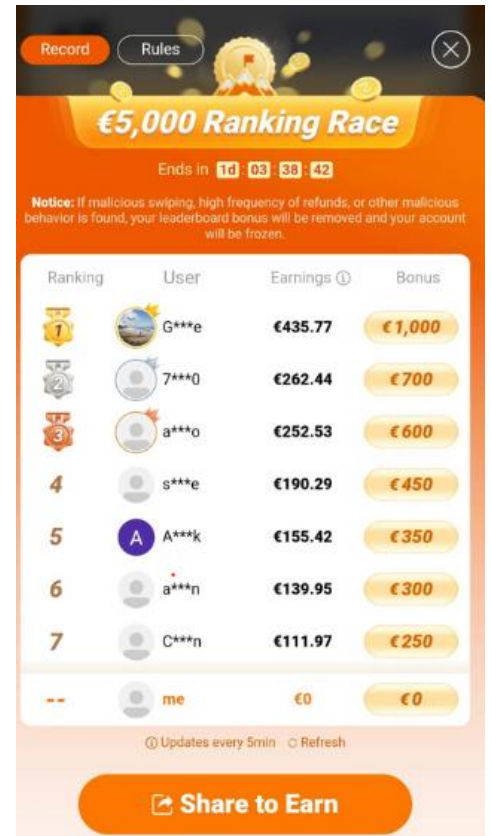 Record Rules
€5,000 Ranking Race
Ends in 1d : 03 : 38 : 42
Notice: If malicious swiping, high frequency of refunds, or other malicious
behavior is found, your leaderboard bonus will be removed and your account
will be frozen.
Ranking User Earnings Bonus
1 G***e €435.77 €1,000
2 7***0 €262.44 €700
3 a***o €252.53 €600
4 s***e €190.29 €450
5 A A***k €155.42 €350
6 a***n €139.95 €300
7 C***n €111.97 €250
-- me €0 €0
Updates every 5min Refresh
Share to Earn